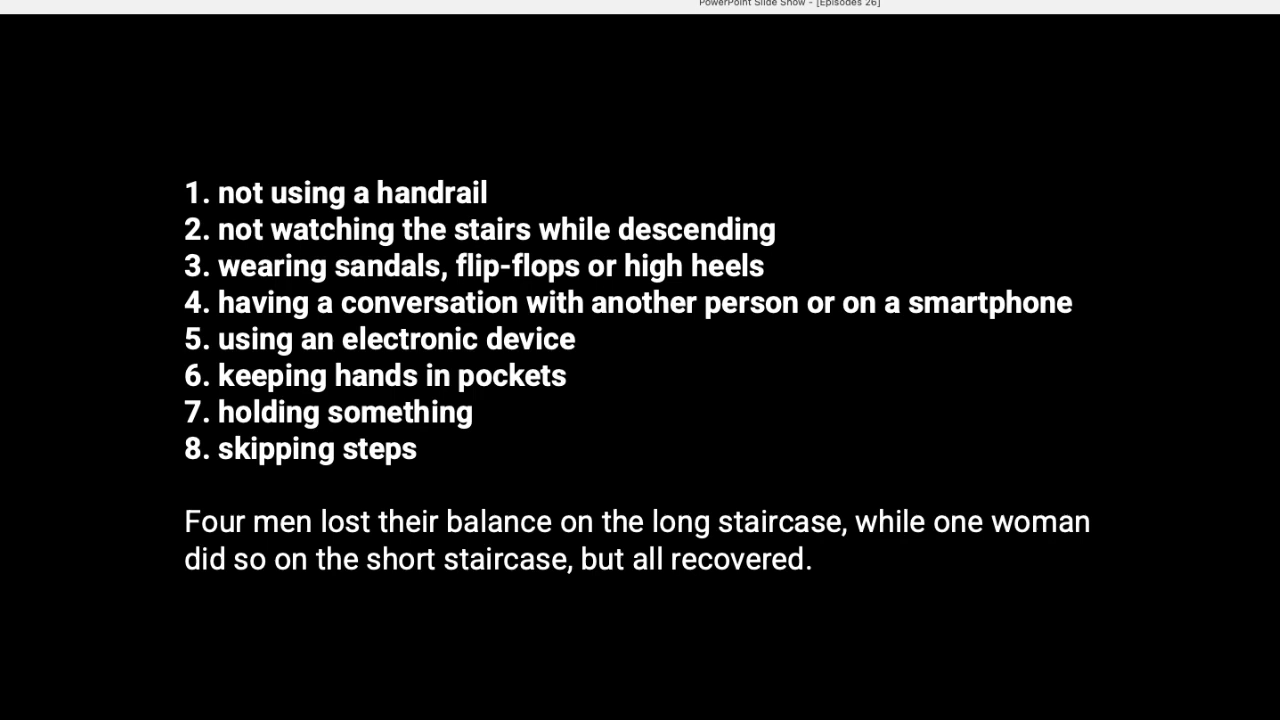 PowerPoint Slide Show - [Episodes 26]
1. not using a handrail
2. not watching the stairs while descending
3. wearing sandals, flip-flops or high heels
4. having a conversation with another person or on a smartphone
5. using an electronic device
6. keeping hands in pockets
7. holding something
8. skipping steps
Four men lost their balance on the long staircase, while one woman
did so on the short staircase, but all recovered.